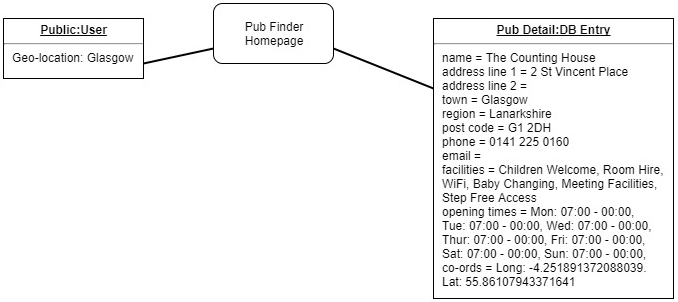 Public:User
Geo-location: Glasgow
Pub Finder
Homepage
Pub Detail:DB Entry
name = The Counting House
address line 1 = 2 St Vincent Place
address line 2 =
town = Glasgow
region = Lanarkshire
post code = G1 2DH
phone = 0141 225 0160
email =
facilities = Children Welcome, Room Hire,
WiFi, Baby Changing, Meeting Facilities,
Step Free Access
opening times = Mon: 07:00 - 00:00,
Tue: 07:00 - 00:00, Wed: 07:00 - 00:00,
Thur: 07:00 - 00:00, Fri: 07:00 - 00:00,
Sat: 07:00 - 00:00, Sun: 07:00 - 00:00,
co-ords = Long: -4.251891372088039.
Lat: 55.86107943371641